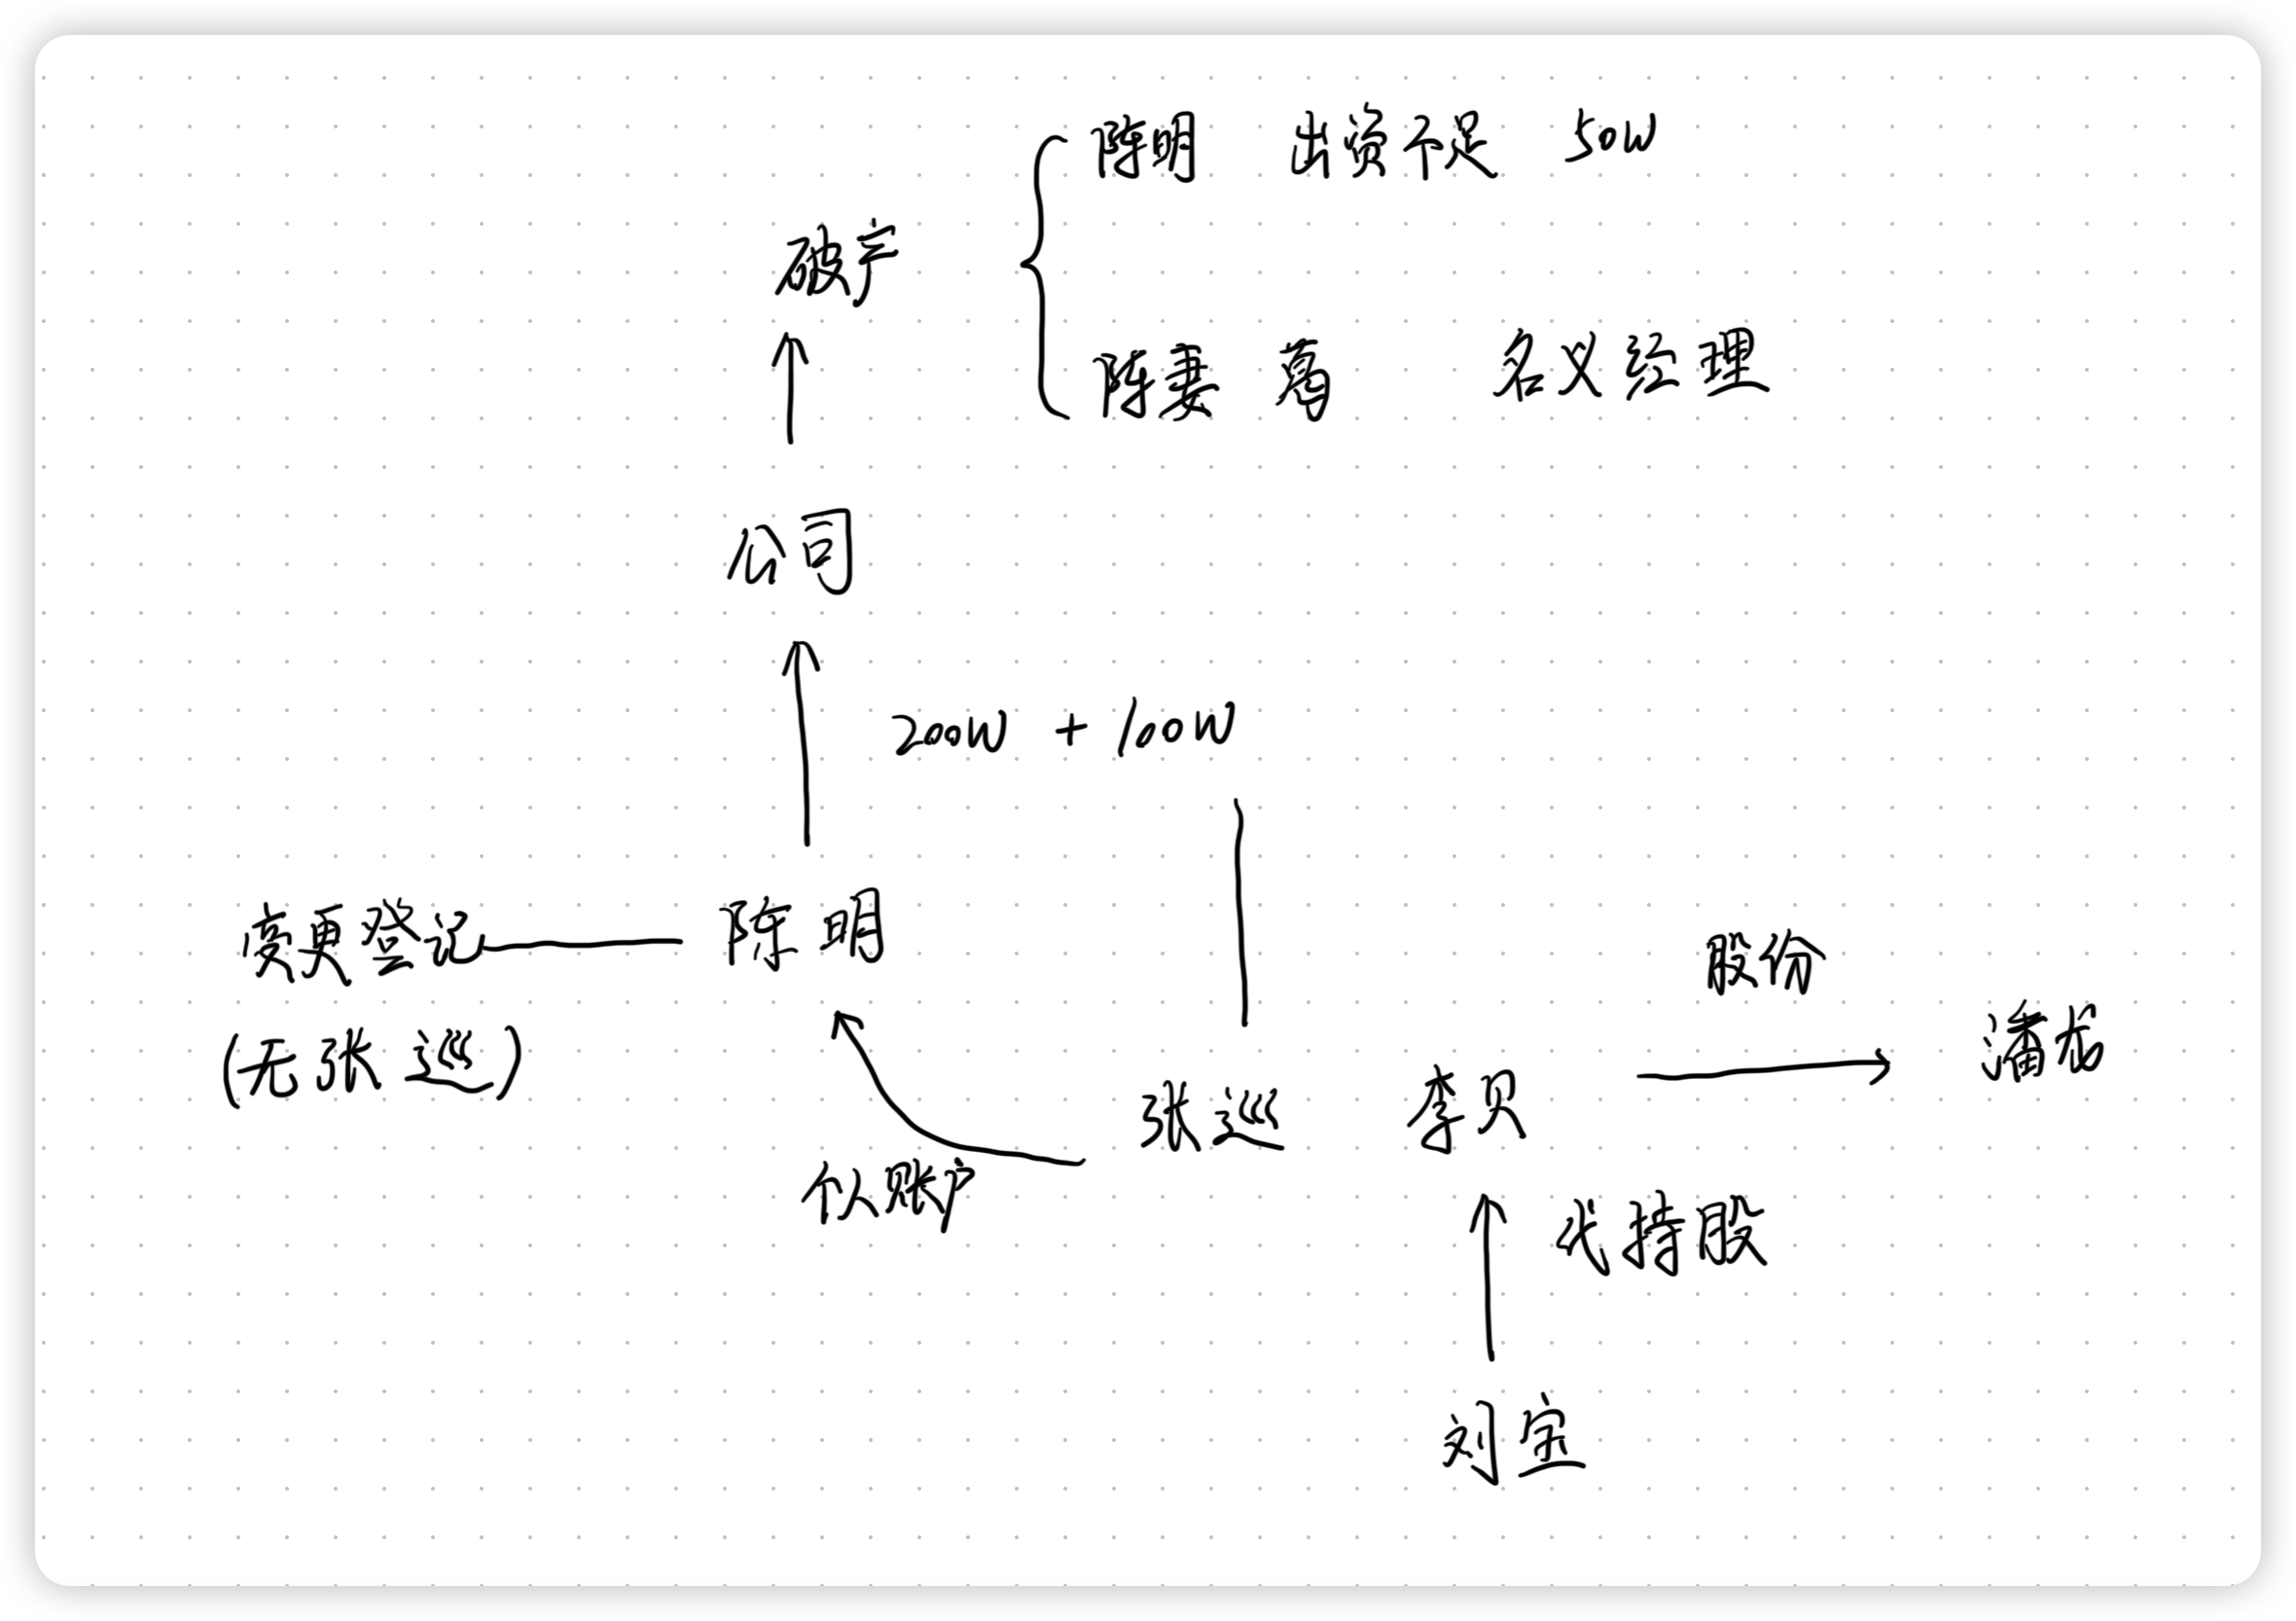 陈明 出资不足 50W
破产
陈妻 葛 名义经理
公司
200W + 100W
变更登记 陈明
股份
(无张巡)
潘龙
张巡 李贝
个人账户
代持股
刘宝